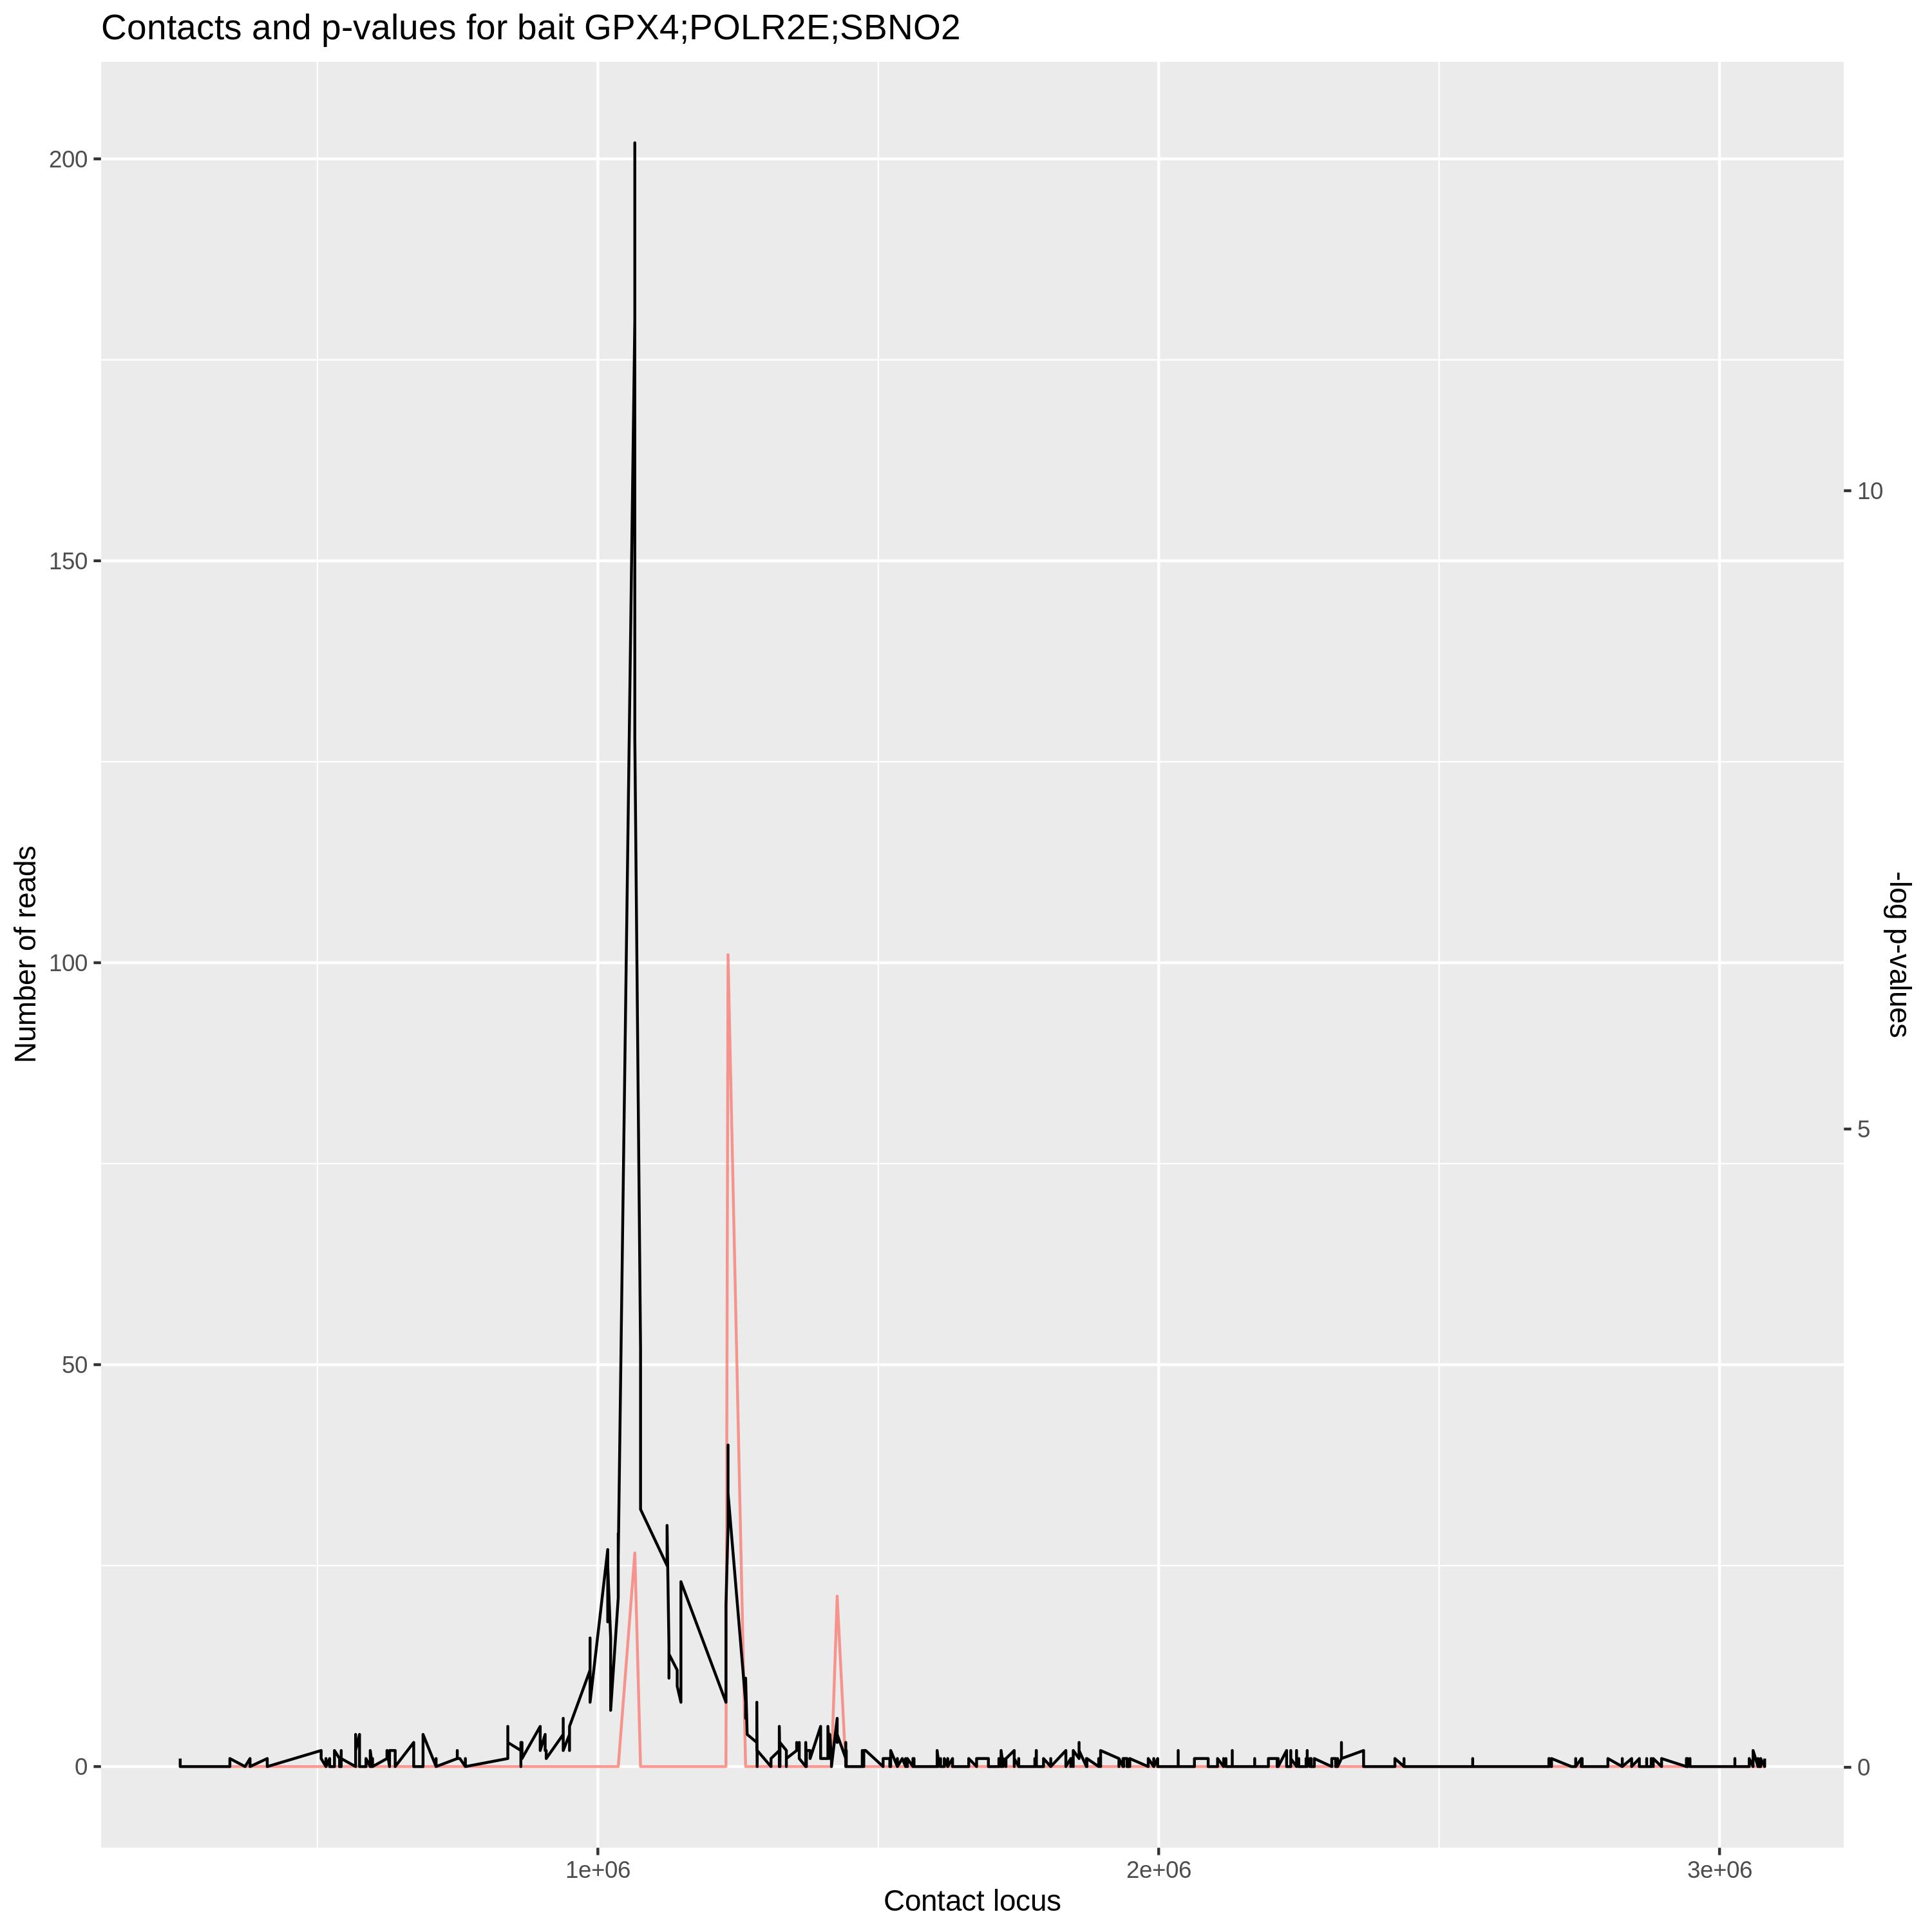 Contacts and p-values for bait GPX4;POLR2E;SBNO2
200
150
100
50
0
Number of reads
10
5
0
-log p-values
1e+06
2e+06
3e+06
Contact locus